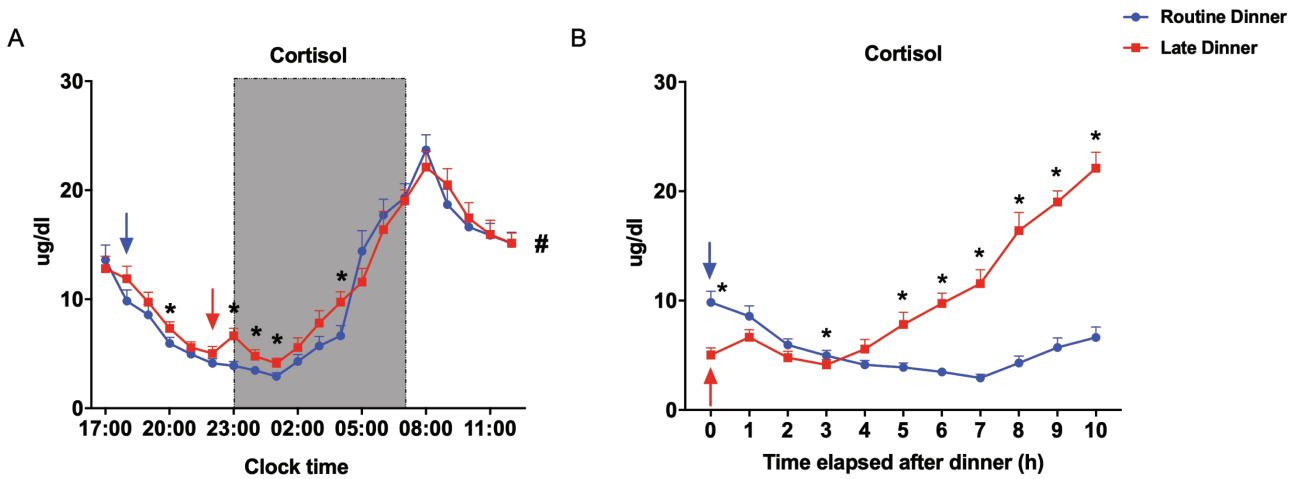 Routine Dinner
Late Dinner
A
Cortisol
30
20
10
0
ug/dl
*
*
*
*
*
#
17:00 20:00 23:00 02:00 05:00 08:00 11:00
Clock time
B
Cortisol
30
20
10
0
ug/dl
*
*
*
*
*
*
*
*
0 1 2 3 4 5 6 7 8 9 10
Time elapsed after dinner (h)